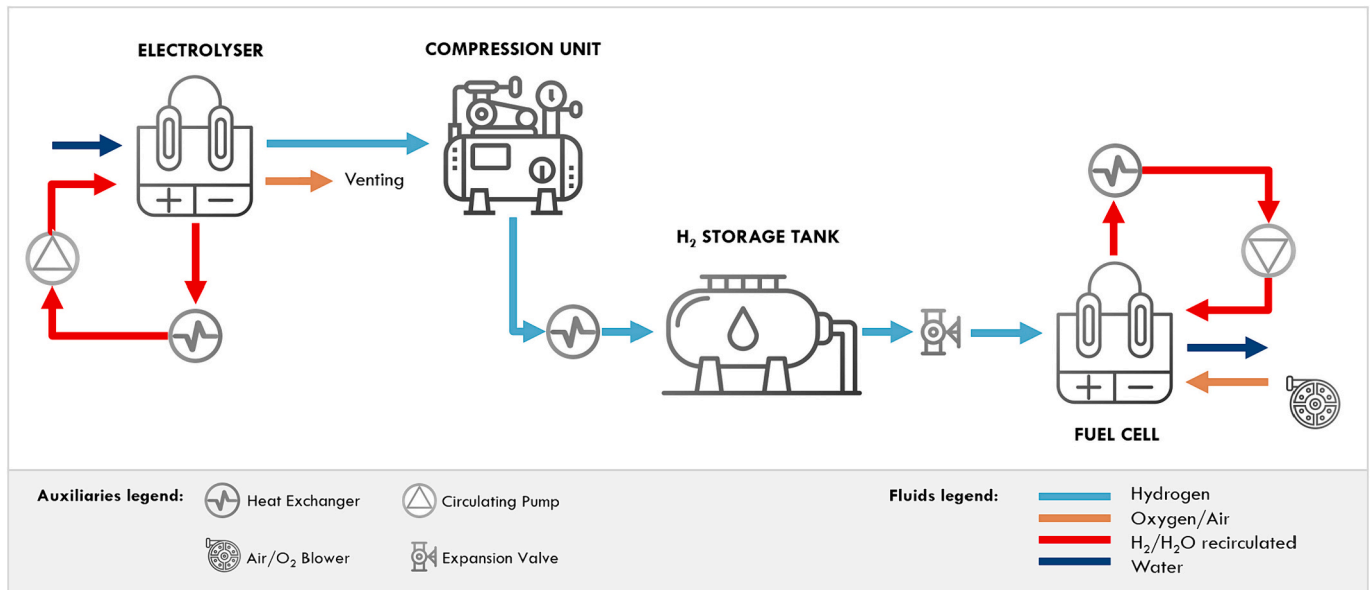 ELECTROLYSER
COMPRESSION UNIT
Venting
H₂ STORAGE TANK
FUEL CELL
Auxiliaries legend:
Heat Exchanger
Circulating Pump
Air/O₂ Blower
Expansion Valve
Fluids legend:
Hydrogen
Oxygen/Air
H₂/H₂O recirculated
Water